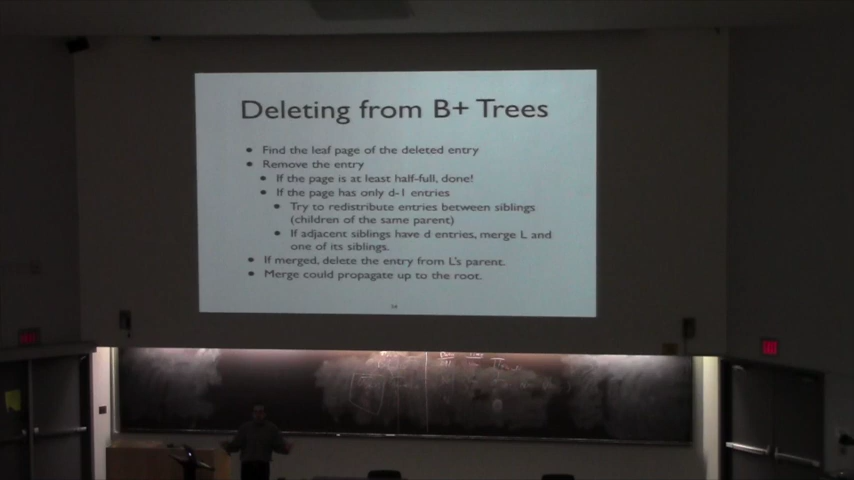 Deleting from B+ Trees
• Find the leaf page of the deleted entry
• Remove the entry
• If the page is at least half-full, done!
• If the page has only d-1 entries
• Try to redistribute entries between siblings
(children of the same parent)
• If adjacent siblings have d entries, merge L and
one of its siblings.
• If merged, delete the entry from L's parent.
• Merge could propagate up to the root.